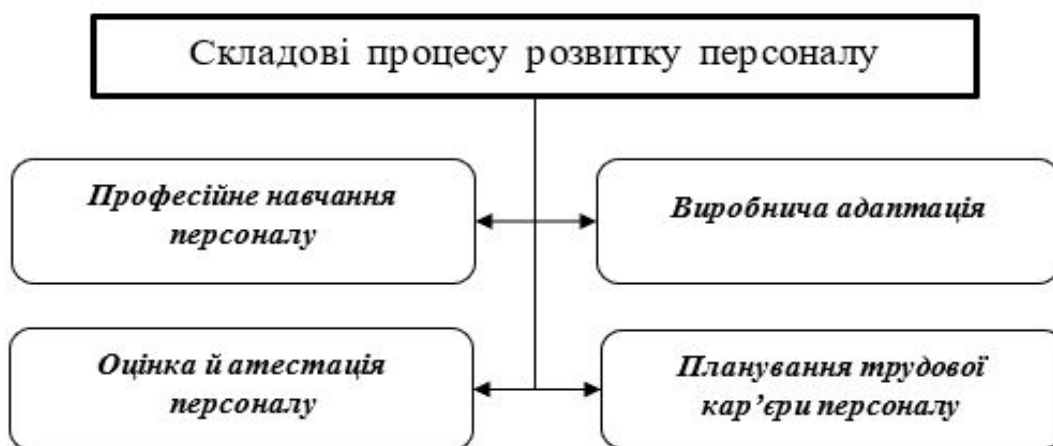 Складові процесу розвитку персоналу
Професійне навчання
персоналу
Виробнича адаптація
Оцінка й атестація
персоналу
Планування трудової
кар’єри персоналу